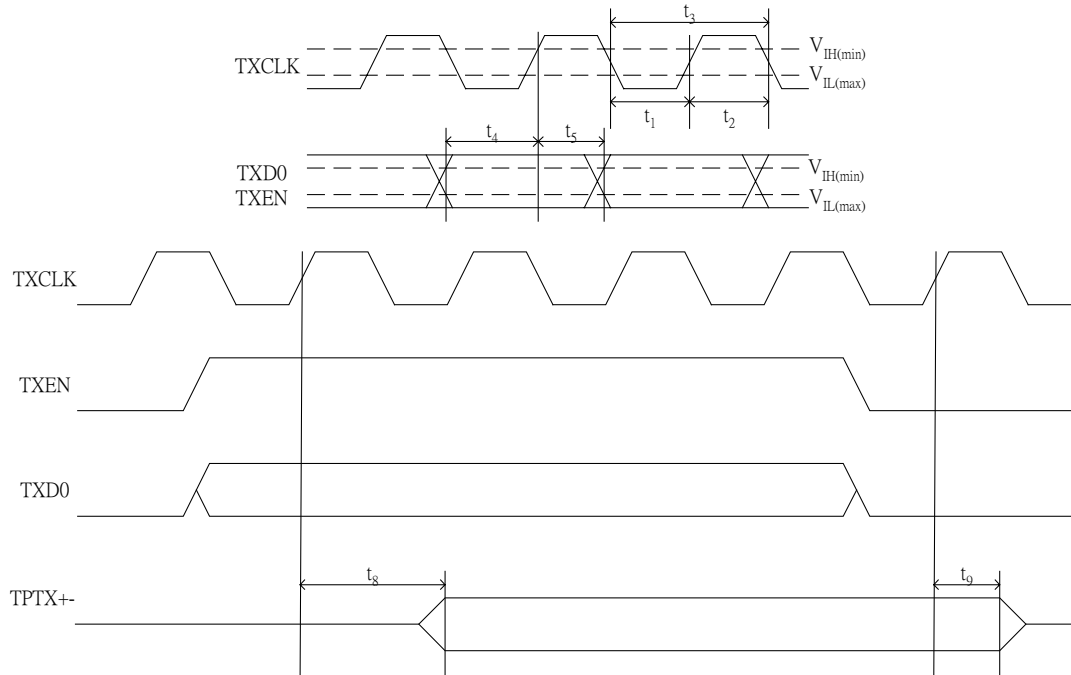 t3
VIH(min)
TXCLK
VIL(max)
t1 t2
t4 t5
TXD0
VIH(min)
TXEN
VIL(max)
TXCLK
TXEN
TXD0
t8 t9
TPTX+-